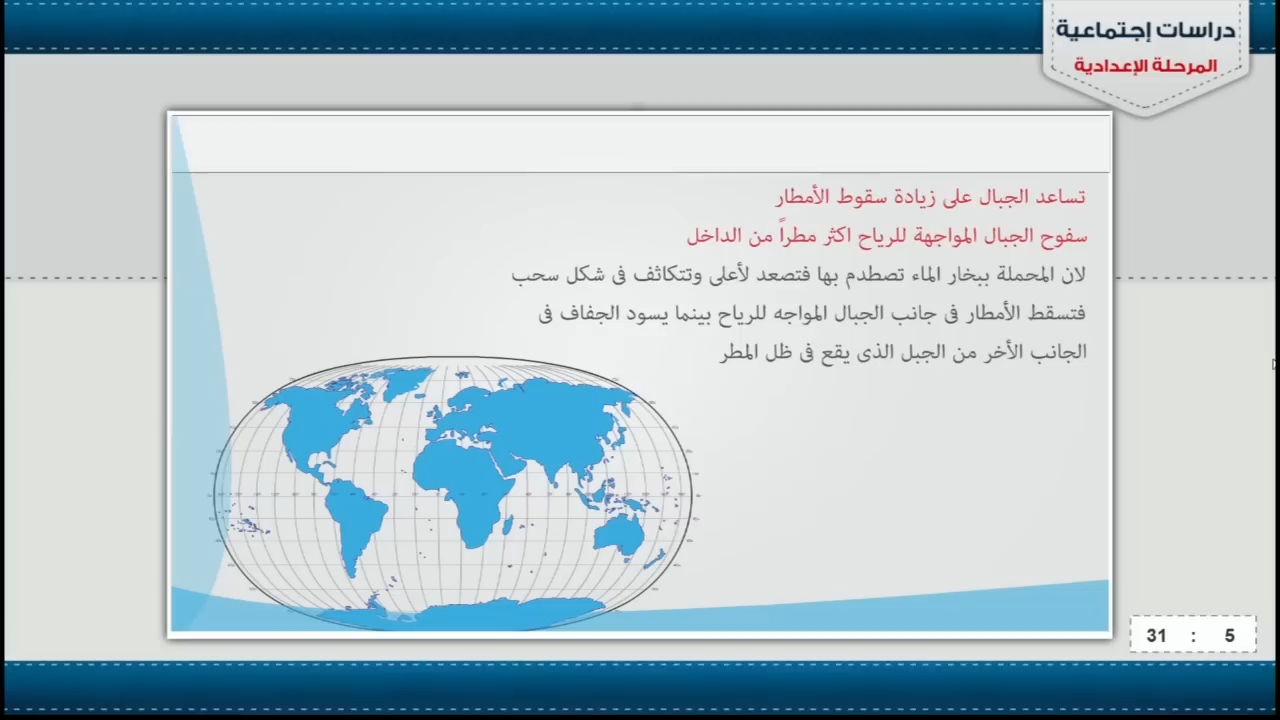 دراسات إجتماعية
المرحلة الإعدادية
تساعد الجبال على زيادة سقوط الأمطار
سفوح الجبال المواجهة للرياح اكثر مطراً من الداخل
لان المحملة ببخار الماء تصطدم بها فتصعد لأعلى وتتكاثف فى شكل سحب
فتسقط الأمطار فى جانب الجبال المواجه للرياح بينما يسود الجفاف فى
الجانب الأخر من الجبل الذى يقع فى ظل المطر
31 : 5